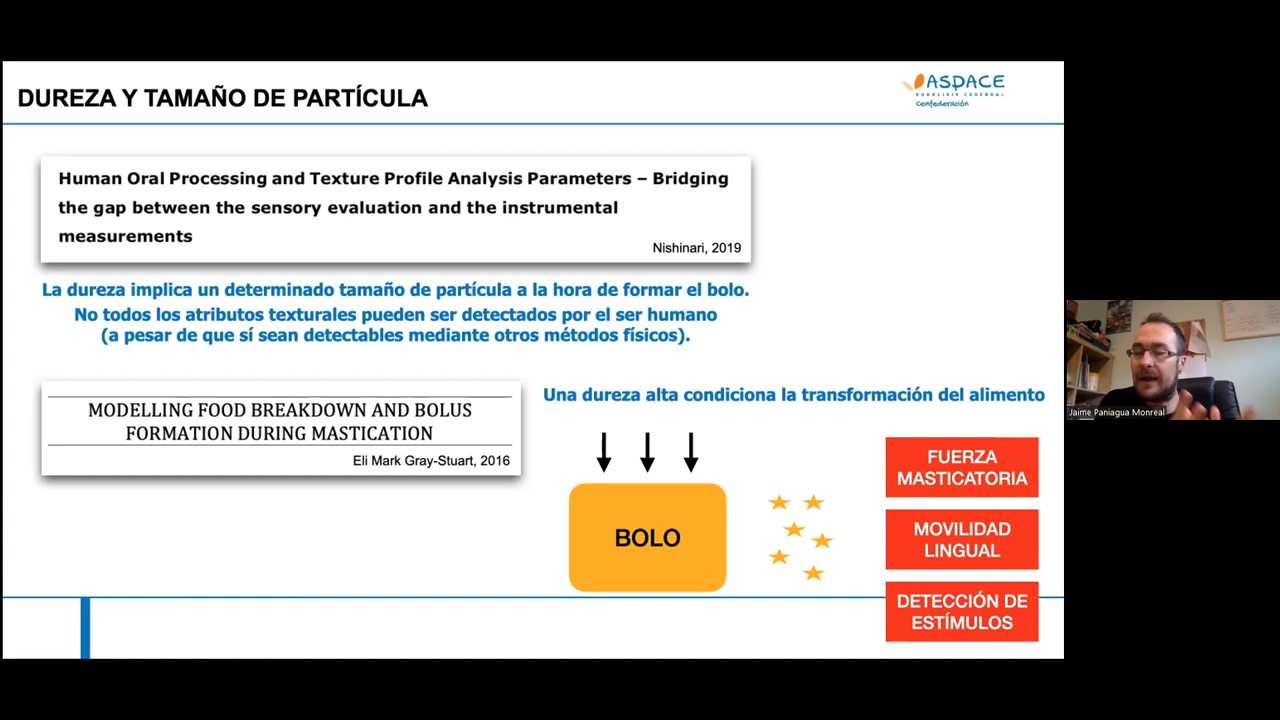 DUREZA Y TAMAÑO DE PARTÍCULA
ASPACE
PARÁLISIS CEREBRAL
Confederación
Human Oral Processing and Texture Profile Analysis Parameters – Bridging
the gap between the sensory evaluation and the instrumental
measurements
Nishinari, 2019
La dureza implica un determinado tamaño de partícula a la hora de formar el bolo.
No todos los atributos texturales pueden ser detectados por el ser humano
(a pesar de que sí sean detectables mediante otros métodos físicos).
MODELLING FOOD BREAKDOWN AND BOLUS
FORMATION DURING MASTICATION
Eli Mark Gray-Stuart, 2016
Una dureza alta condiciona la transformación del alimento
BOLO
FUERZA
MASTICATORIA
MOVILIDAD
LINGUAL
DETECCIÓN DE
ESTÍMULOS
Jaime Paniagua Monreal